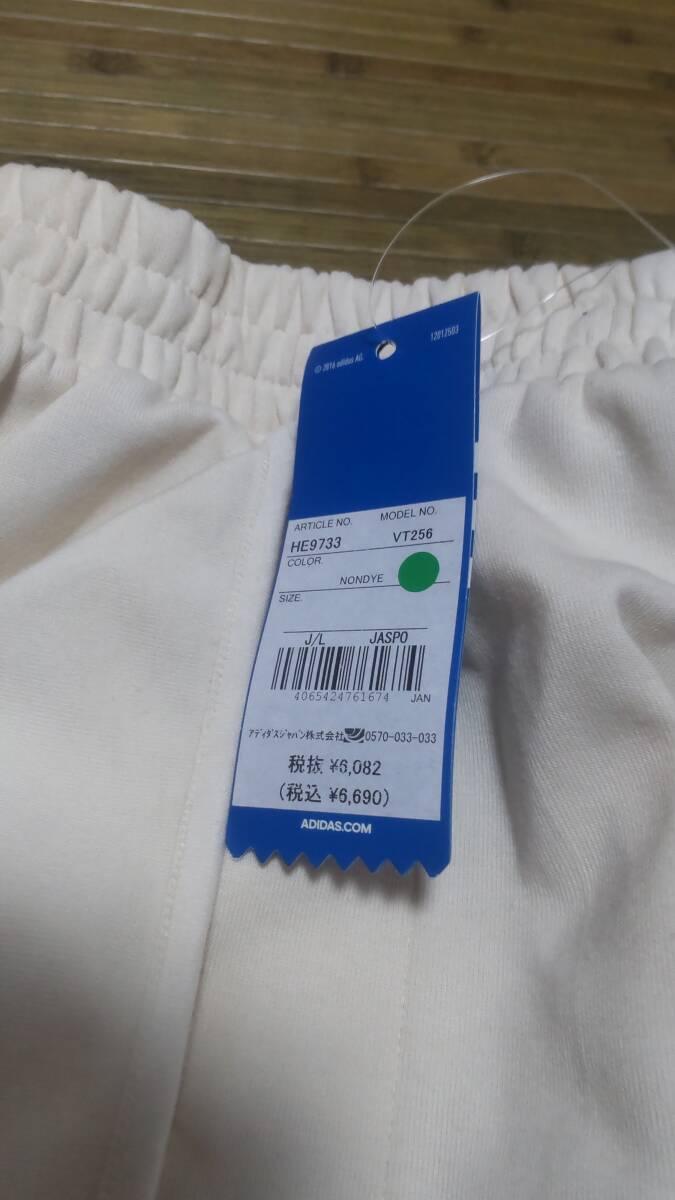 © 2016 adidas AG.
12012503
ARTICLE NO. MODEL NO.
HE9733 VT256
COLOR.
NONDYE
SIZE.
J/L JASPO
4065424761674 JAN
アディダスジャパン株式会社 0570-033-033
税抜 ¥6,082
(税込 ¥6,690)
ADIDAS.COM